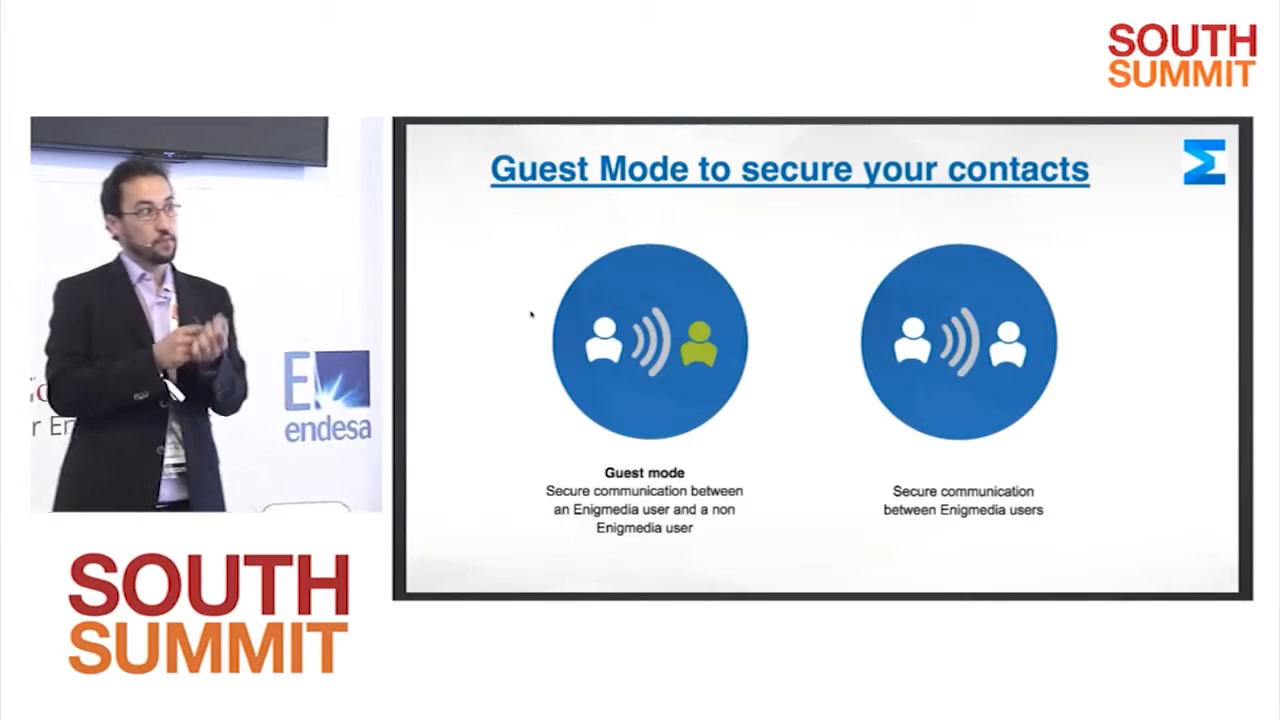 SOUTH
SUMMIT
Guest Mode to secure your contacts
E
endesa
r En
Guest mode
Secure communication between
an Enigmedia user and a non
Enigmedia user
Secure communication
between Enigmedia users
SOUTH
SUMMIT